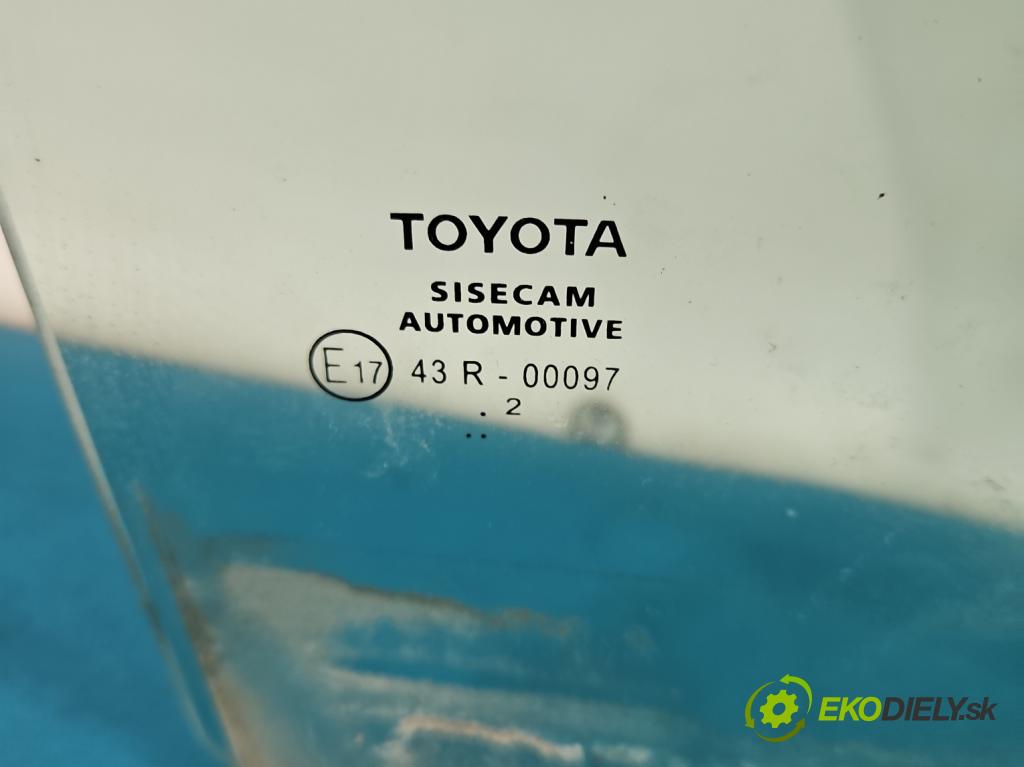 TOYOTA
SISECAM
AUTOMOTIVE
E17 43 R - 00097
. 2
..
EKODIELY.sk